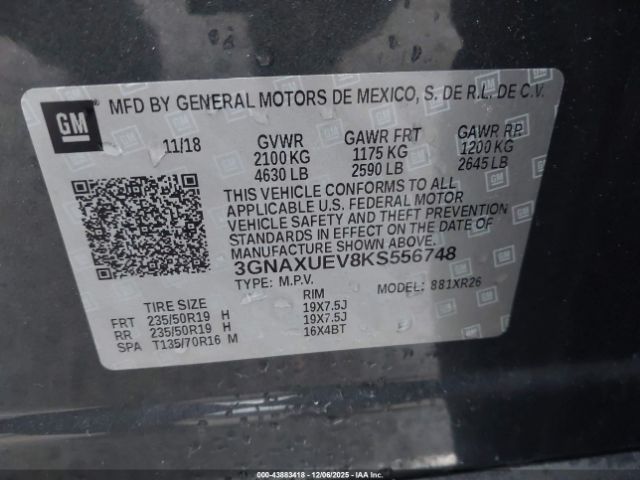 GM MFD BY GENERAL MOTORS DE MEXICO, S. DE R.L. DE C.V.
11/18 GVWR GAWR FRT GAWR RR
2100 KG 1175 KG 1200 KG
4630 LB 2590 LB 2645 LB
THIS VEHICLE CONFORMS TO ALL
APPLICABLE U.S. FEDERAL MOTOR
VEHICLE SAFETY AND THEFT PREVENTION
STANDARDS IN EFFECT ON THE DATE OF
MANUFACTURE SHOWN ABOVE.
3GNAXUEV8KS556748
TYPE: M.P.V. MODEL: 881XR26
TIRE SIZE RIM
FRT 235/50R19 H 19X7.5J
RR 235/50R19 H 19X7.5J
SPA T135/70R16 M 16X4BT
© - 43883418 - 12/06/2025 - IAAI.COM